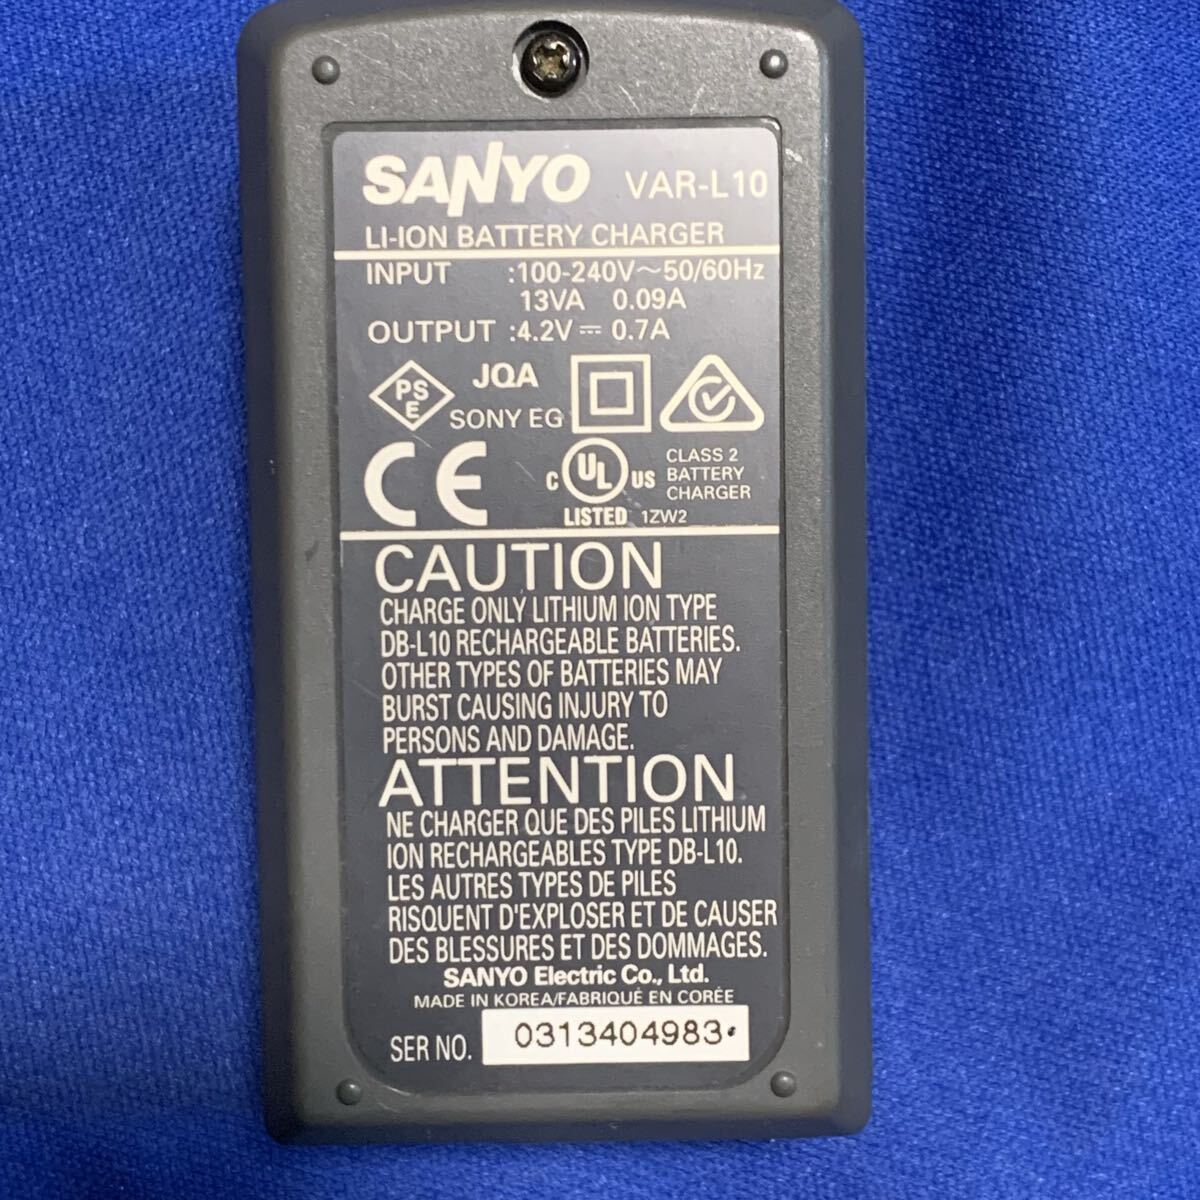 SANYO VAR-L10
LI-ION BATTERY CHARGER
INPUT :100-240V~50/60Hz
13VA 0.09A
OUTPUT :4.2V⎓ 0.7A
PS E JQA
SONY EG
CE
C UL US
LISTED 1ZW2
CLASS 2
BATTERY
CHARGER
CAUTION
CHARGE ONLY LITHIUM ION TYPE
DB-L10 RECHARGEABLE BATTERIES.
OTHER TYPES OF BATTERIES MAY
BURST CAUSING INJURY TO
PERSONS AND DAMAGE.
ATTENTION
NE CHARGER QUE DES PILES LITHIUM
ION RECHARGEABLES TYPE DB-L10.
LES AUTRES TYPES DE PILES
RISQUENT D'EXPLOSER ET DE CAUSER
DES BLESSURES ET DES DOMMAGES.
SANYO Electric Co., Ltd.
MADE IN KOREA/FABRIQUÉ EN CORÉE
SER NO. 0313404983